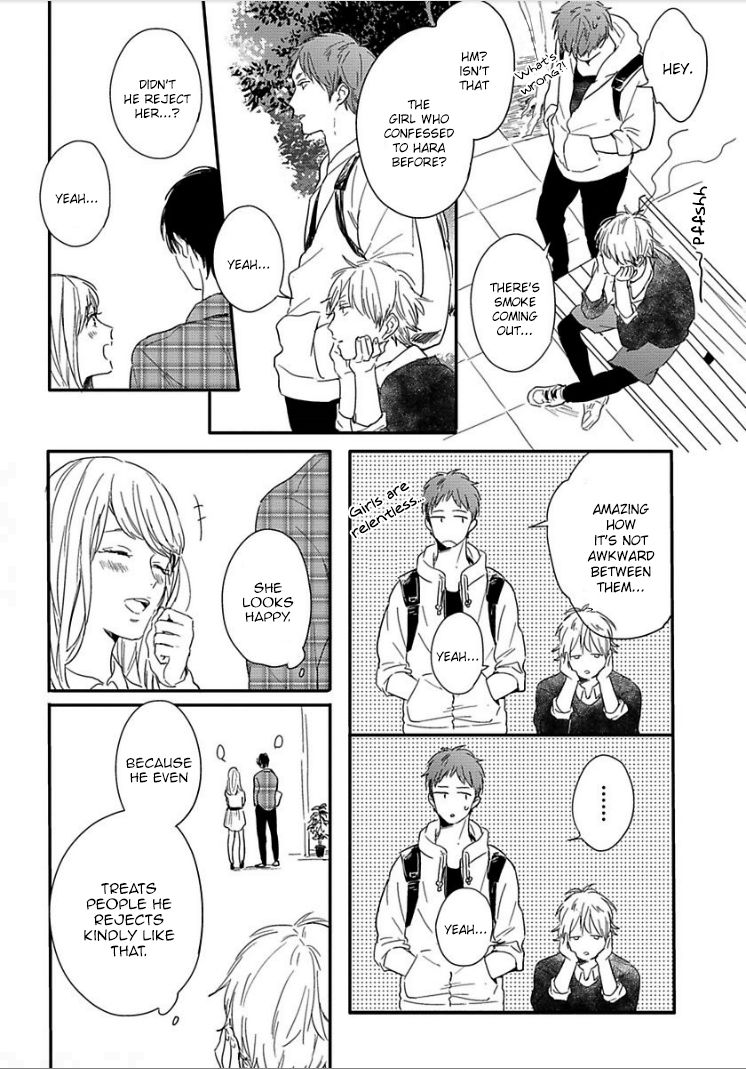 HEY.
What's
wrong?!
THERE'S
SMOKE
COMING
OUT...
Pffshh
HM?
ISN'T
THAT
THE
GIRL WHO
CONFESSED
TO HARA
BEFORE?
YEAH...
DIDN'T
HE REJECT
HER...?
YEAH...
AMAZING
HOW
IT'S NOT
AWKWARD
BETWEEN
THEM...
Girls are
relentless...
YEAH...
......
YEAH...
SHE
LOOKS
HAPPY.
BECAUSE
HE EVEN
TREATS
PEOPLE HE
REJECTS
KINDLY LIKE
THAT.